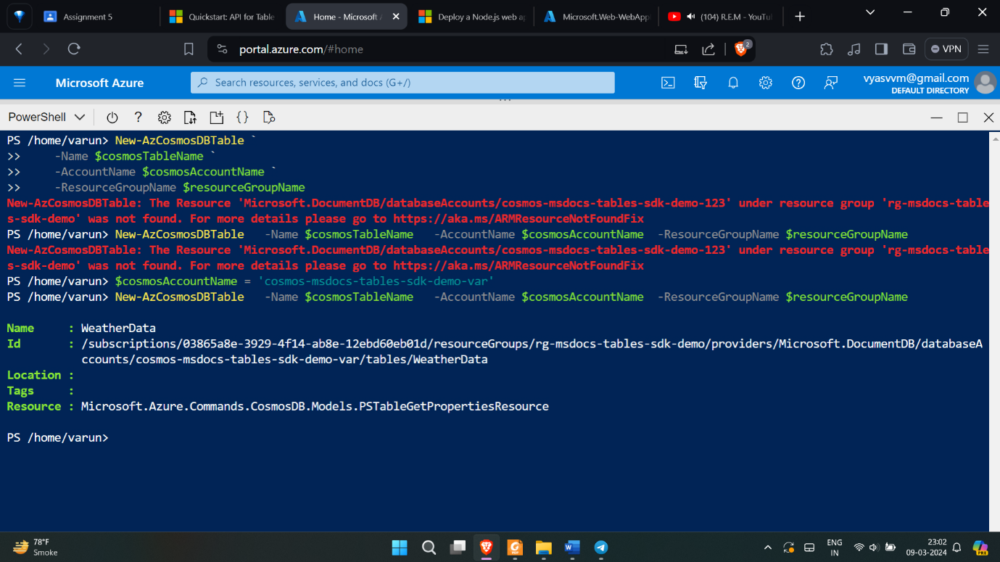 Assignment 5
Quickstart: API for Table
Home - Microsoft A
Deploy a Node.js web ap
Microsoft.Web-WebApp
(104) R.E.M - YouTu
portal.azure.com/#home
2
VPN
Microsoft Azure
Search resources, services, and docs (G+/)
vyasvvm@gmail.com
DEFAULT DIRECTORY
PowerShell
PS /home/varun> New-AzCosmosDBTable `
>>     -Name $cosmosTableName `
>>     -AccountName $cosmosAccountName `
>>     -ResourceGroupName $resourceGroupName
New-AzCosmosDBTable: The Resource 'Microsoft.DocumentDB/databaseAccounts/cosmos-msdocs-tables-sdk-demo-123' under resource group 'rg-msdocs-table
s-sdk-demo' was not found. For more details please go to https://aka.ms/ARMResourceNotFoundFix
PS /home/varun> New-AzCosmosDBTable   -Name $cosmosTableName   -AccountName $cosmosAccountName  -ResourceGroupName $resourceGroupName
New-AzCosmosDBTable: The Resource 'Microsoft.DocumentDB/databaseAccounts/cosmos-msdocs-tables-sdk-demo-123' under resource group 'rg-msdocs-table
s-sdk-demo' was not found. For more details please go to https://aka.ms/ARMResourceNotFoundFix
PS /home/varun> $cosmosAccountName = 'cosmos-msdocs-tables-sdk-demo-var'
PS /home/varun> New-AzCosmosDBTable   -Name $cosmosTableName   -AccountName $cosmosAccountName  -ResourceGroupName $resourceGroupName
Name     : WeatherData
Id       : /subscriptions/03865a8e-3929-4f14-ab8e-12ebd60eb01d/resourceGroups/rg-msdocs-tables-sdk-demo/providers/Microsoft.DocumentDB/databaseA
ccounts/cosmos-msdocs-tables-sdk-demo-var/tables/WeatherData
Location :
Tags     :
Resource : Microsoft.Azure.Commands.CosmosDB.Models.PSTableGetPropertiesResource
PS /home/varun>
78°F
Smoke
ENG
IN
23:02
09-03-2024